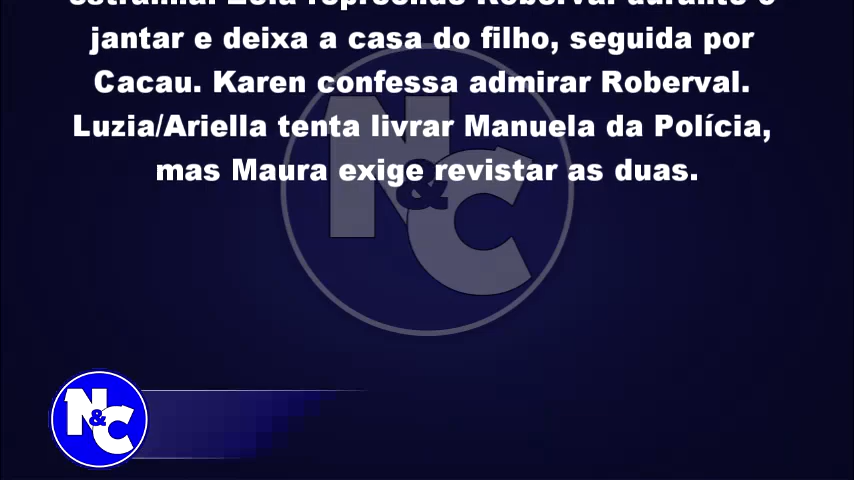 jantar e deixa a casa do filho, seguida por
Cacau. Karen confessa admirar Roberval.
Luzia/Ariella tenta livrar Manuela da Polícia,
mas Maura exige revistar as duas.
N&C
N&C